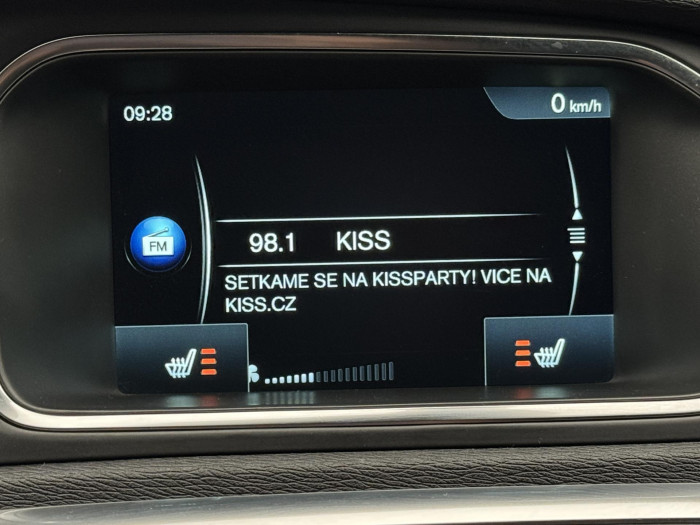 09:28
0 km/h
FM
98.1 KISS
SETKAME SE NA KISSPARTY! VICE NA
KISS.CZ